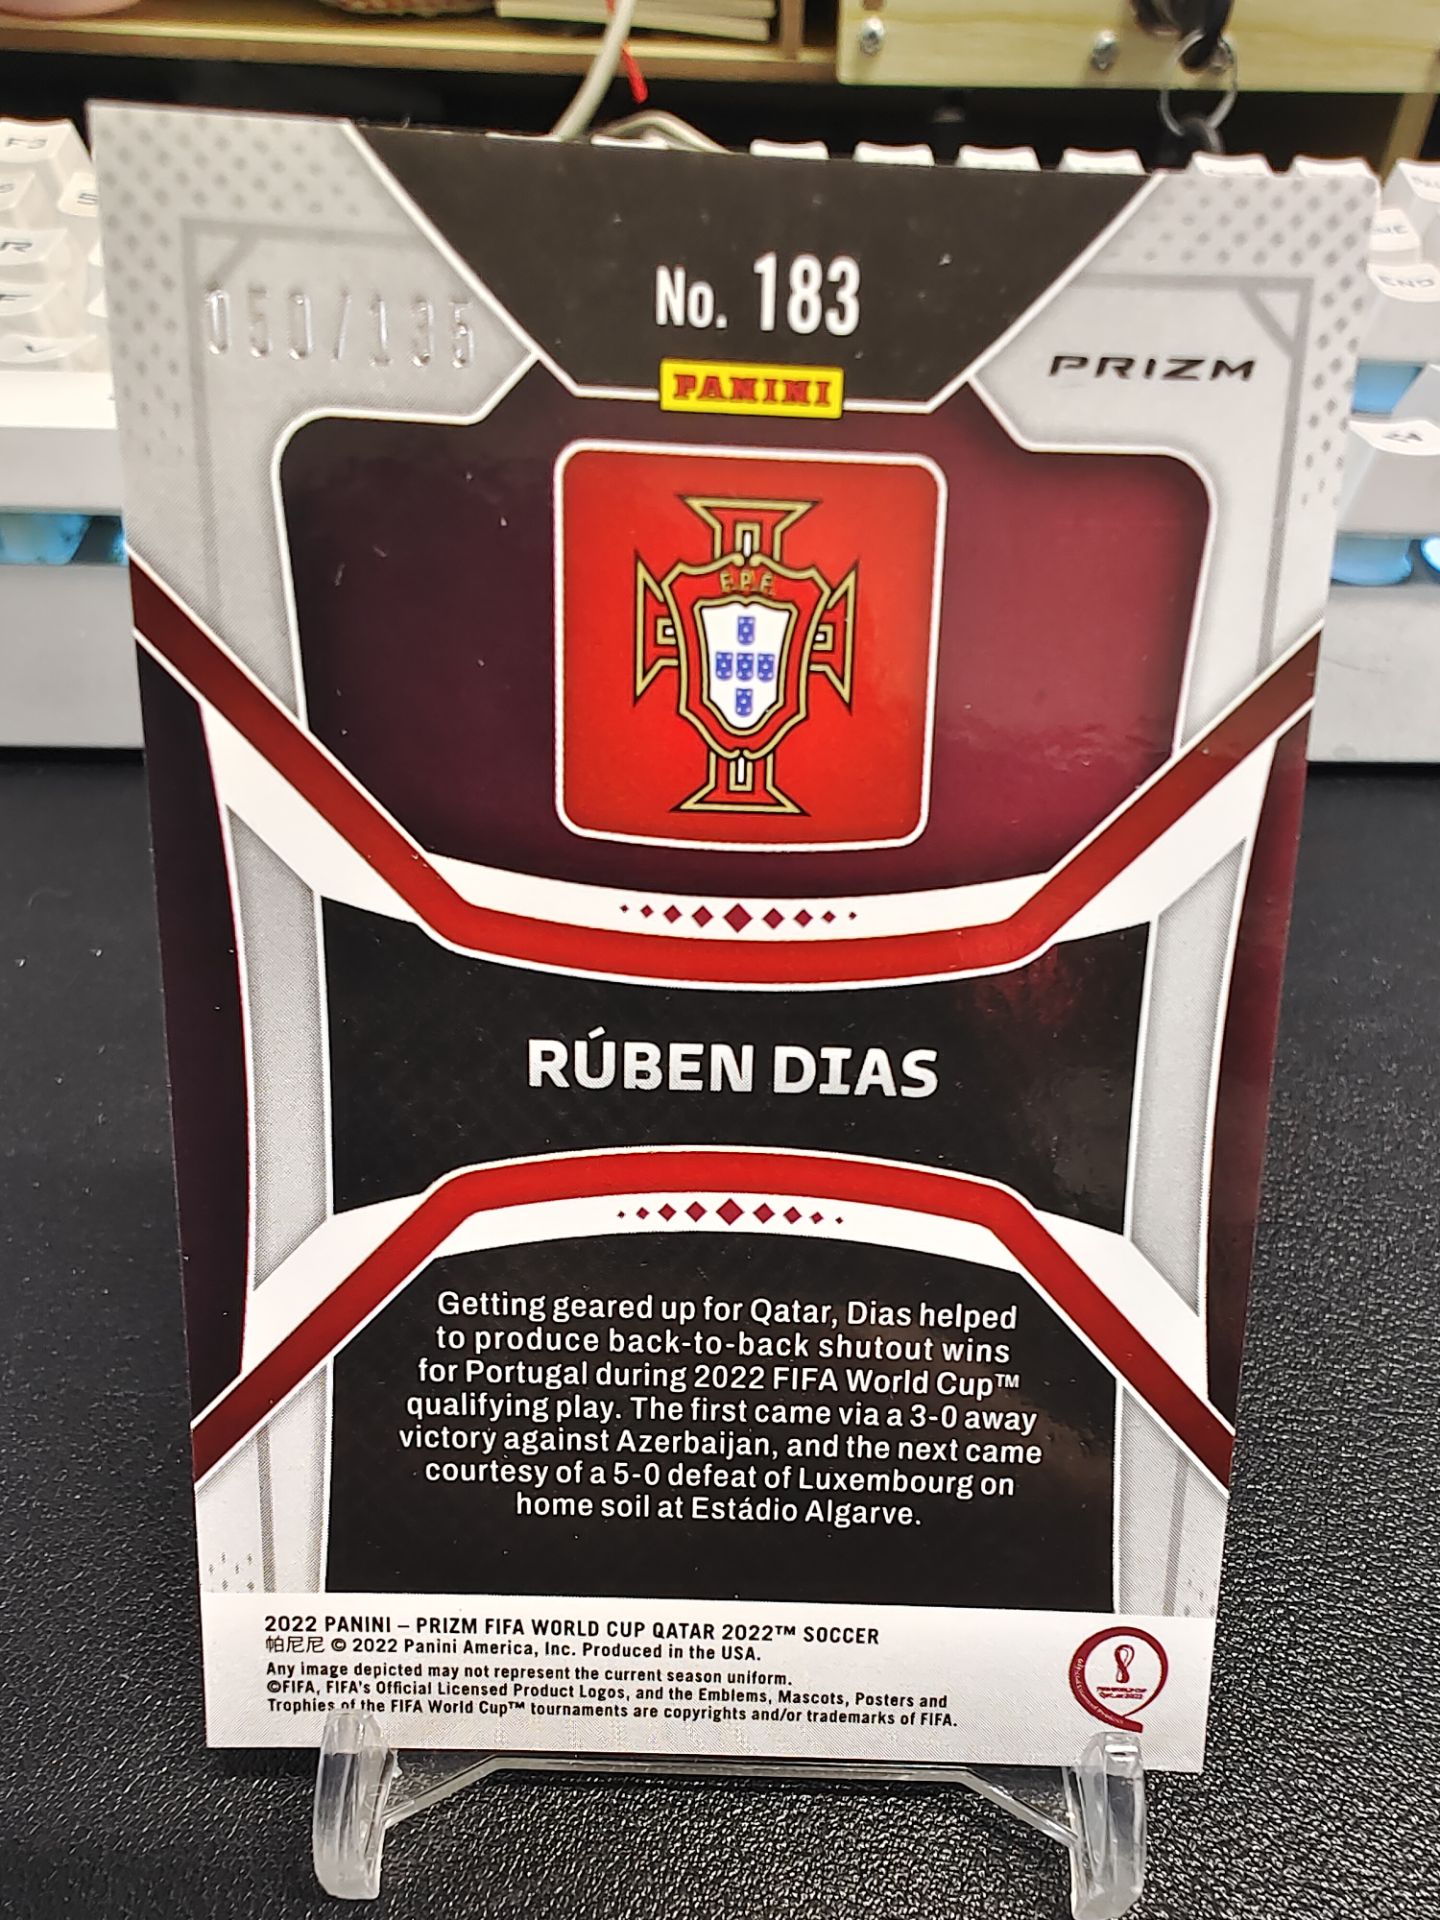 No. 183
050/135
PRIZM
PANINI
FPF
RÚBEN DIAS
Getting geared up for Qatar, Dias helped
to produce back-to-back shutout wins
for Portugal during 2022 FIFA World Cup™
qualifying play. The first came via a 3-0 away
victory against Azerbaijan, and the next came
courtesy of a 5-0 defeat of Luxembourg on
home soil at Estádio Algarve.
2022 PANINI – PRIZM FIFA WORLD CUP QATAR 2022™ SOCCER
帕尼尼 © 2022 Panini America, Inc. Produced in the USA.
Any image depicted may not represent the current season uniform.
©FIFA, FIFA's Official Licensed Product Logos, and the Emblems, Mascots, Posters and
Trophies of the FIFA World Cup™ tournaments are copyrights and/or trademarks of FIFA.